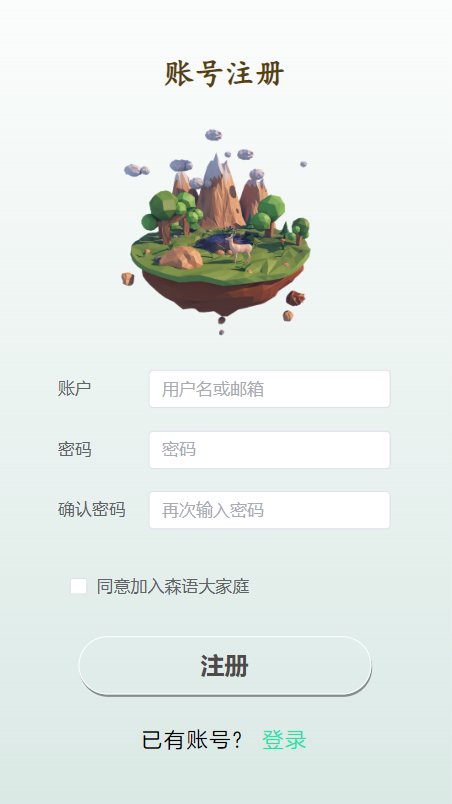 账号注册
账户 用户名或邮箱
密码 密码
确认密码 再次输入密码
同意加入森语大家庭
注册
已有账号？ 登录